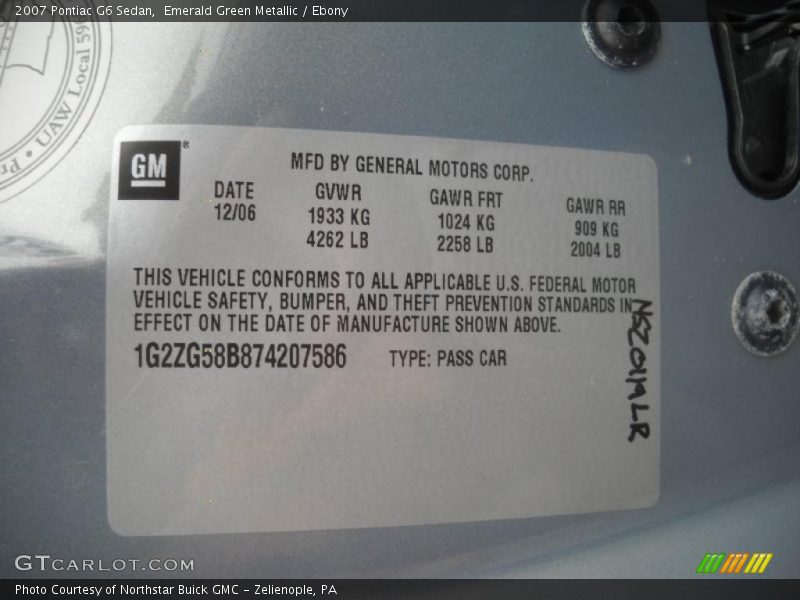 2007 Pontiac G6 Sedan, Emerald Green Metallic / Ebony
UAW Local 59
GM
MFD BY GENERAL MOTORS CORP.
DATE GVWR GAWR FRT GAWR RR
12/06 1933 KG 1024 KG 909 KG
4262 LB 2258 LB 2004 LB
THIS VEHICLE CONFORMS TO ALL APPLICABLE U.S. FEDERAL MOTOR
VEHICLE SAFETY, BUMPER, AND THEFT PREVENTION STANDARDS IN
EFFECT ON THE DATE OF MANUFACTURE SHOWN ABOVE.
1G2ZG58B874207586 TYPE: PASS CAR
GTCARLOT.COM
Photo Courtesy of Northstar Buick GMC - Zelienople, PA